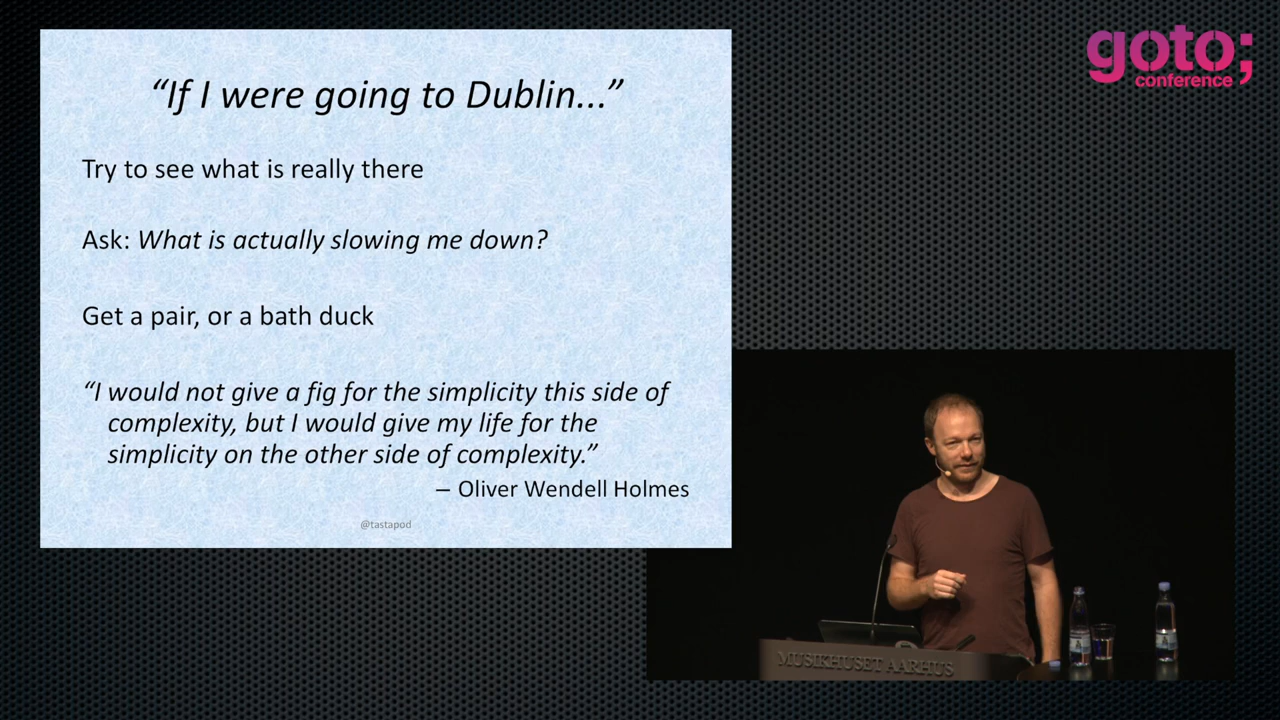 goto;
conference
“If I were going to Dublin...”
Try to see what is really there
Ask: What is actually slowing me down?
Get a pair, or a bath duck
“I would not give a fig for the simplicity this side of
complexity, but I would give my life for the
simplicity on the other side of complexity.”
– Oliver Wendell Holmes
@tastapod
MUSIKHUSET AARHUS